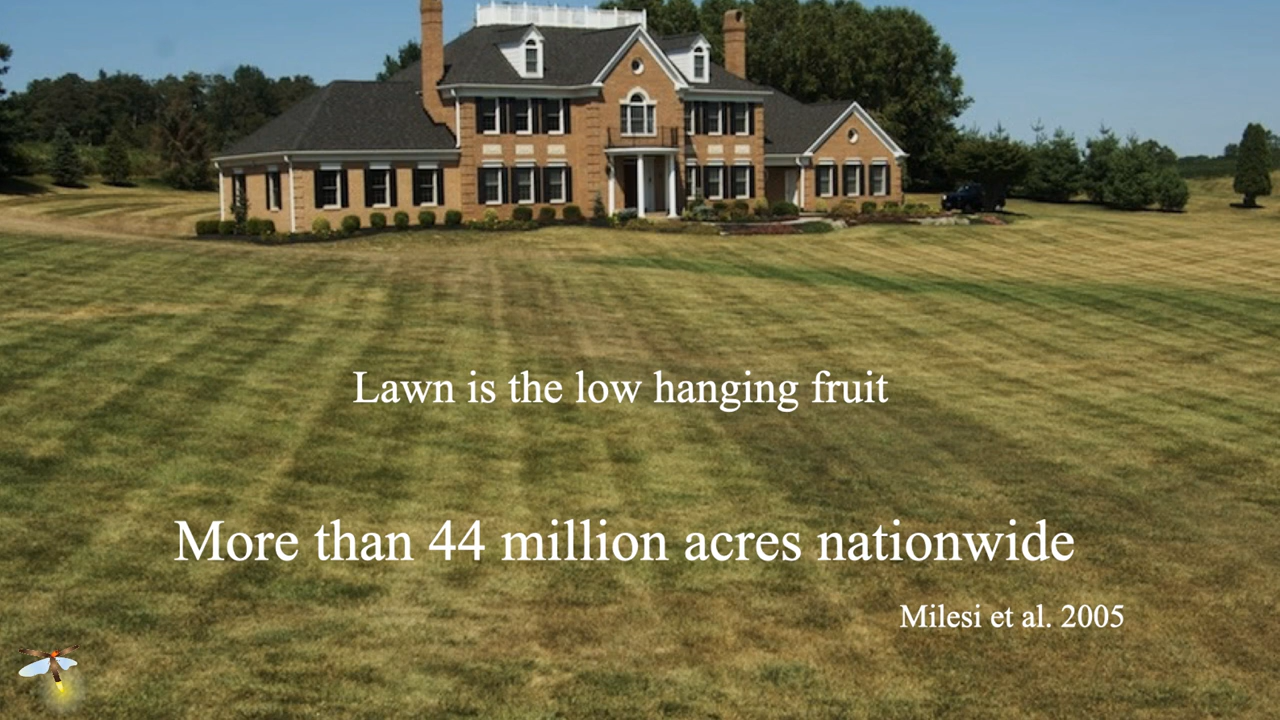 Lawn is the low hanging fruit
More than 44 million acres nationwide
Milesi et al. 2005